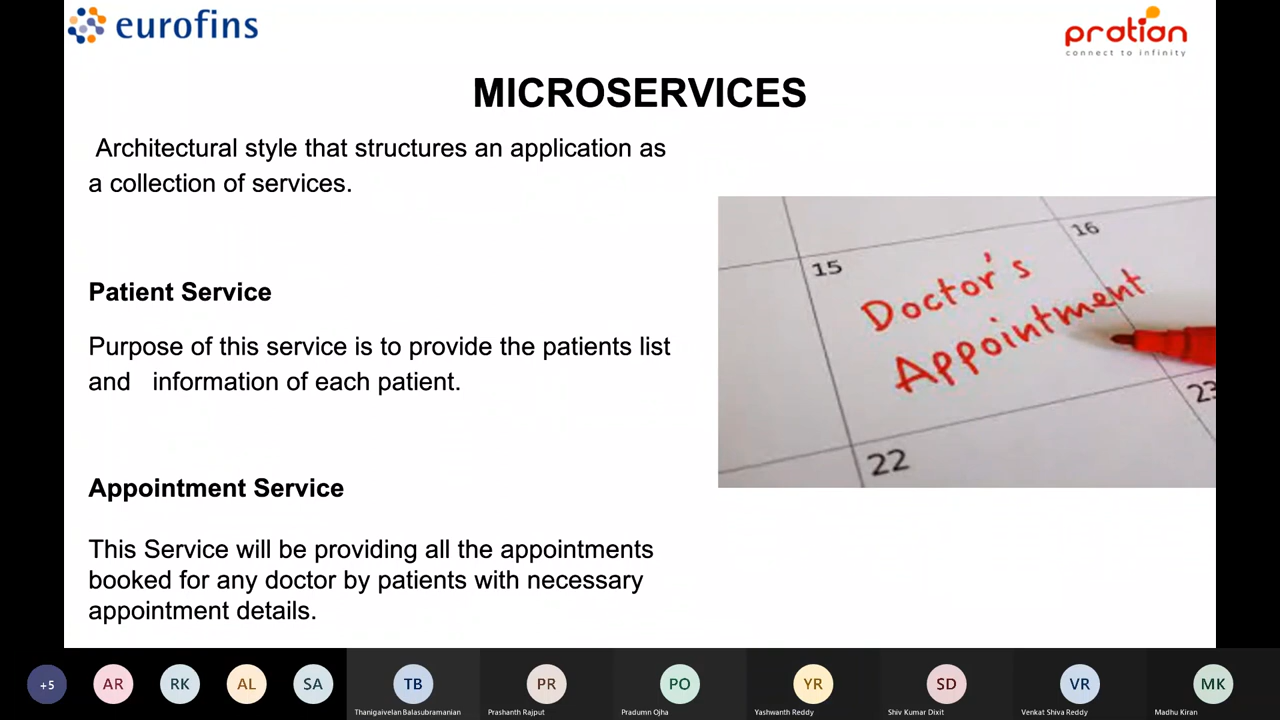 eurofins
pratian
connect to infinity
MICROSERVICES
Architectural style that structures an application as
a collection of services.
Patient Service
Purpose of this service is to provide the patients list
and information of each patient.
Appointment Service
This Service will be providing all the appointments
booked for any doctor by patients with necessary
appointment details.
15
16
Doctor's
Appointment
22
23
+5
AR
RK
AL
SA
TB
Thanigaivelan Balasubramanian
PR
Prashanth Rajput
PO
Pradumn Ojha
YR
Yashwanth Reddy
SD
Shiv Kumar Dixit
VR
Venkat Shiva Reddy
MK
Madhu Kiran